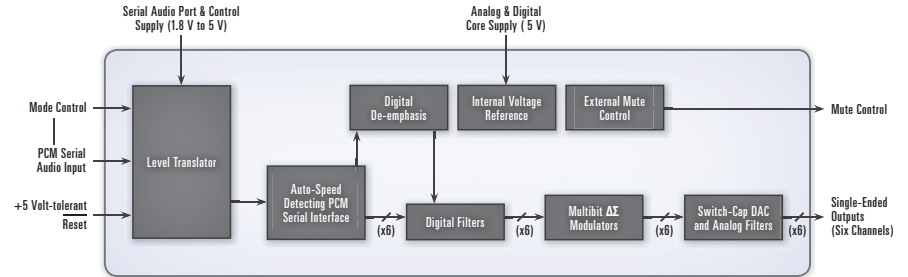 Serial Audio Port & Control
Supply (1.8 V to 5 V)
Analog & Digital
Core Supply ( 5 V)
Mode Control
PCM Serial
Audio Input
+5 Volt-tolerant
Reset
Level Translator
Digital
De-emphasis
Internal Voltage
Reference
External Mute
Control
Mute Control
Auto-Speed
Detecting PCM
Serial Interface
(x6)
Digital Filters
(x6)
Multibit ΔΣ
Modulators
(x6)
Switch-Cap DAC
and Analog Filters
(x6)
Single-Ended
Outputs
(Six Channels)